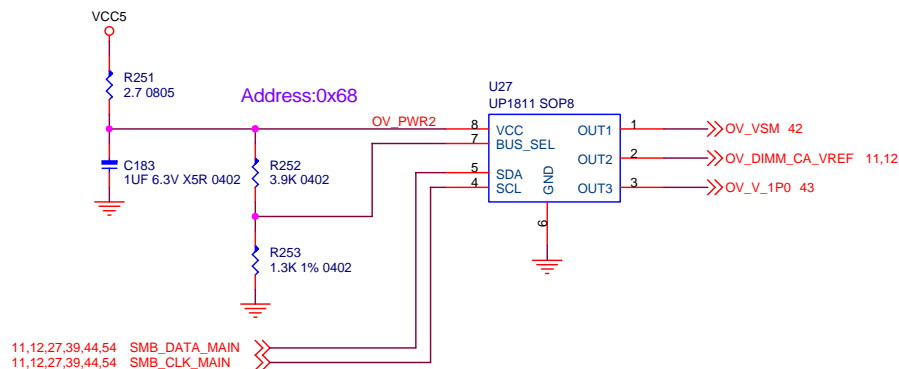 VCC5
R251
2.7 0805
Address:0x68
U27
UP1811 SOP8
OV_PWR2
8
VCC
OUT1
1
OV_VSM 42
7
BUS_SEL
C183
1UF 6.3V X5R 0402
R252
3.9K 0402
OUT2
2
OV_DIMM_CA_VREF 11,12
5
SDA
4
SCL
GND
OUT3
3
OV_V_1P0 43
6
R253
1.3K 1% 0402
11,12,27,39,44,54 SMB_DATA_MAIN
11,12,27,39,44,54 SMB_CLK_MAIN